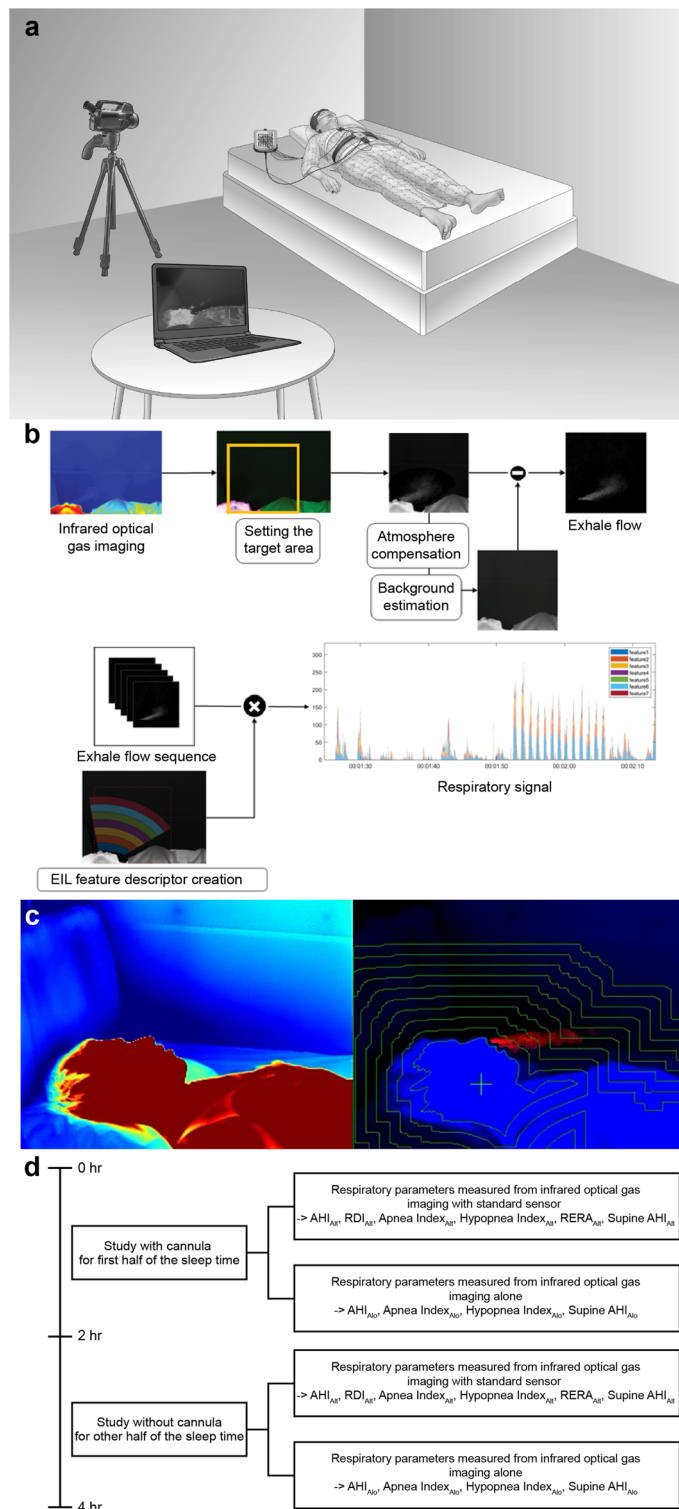 a
b
Infrared optical
gas imaging
Setting the
target area
Atmosphere
compensation
Background
estimation
Exhale flow
Exhale flow sequence
EIL feature descriptor creation
300
250
200
150
100
50
0
00:01:30
00:01:40
00:01:50
00:02:00
00:02:10
feature1
feature2
feature3
feature4
feature5
feature6
feature7
Respiratory signal
c
d
0 hr
Study with cannula
for first half of the sleep time
Respiratory parameters measured from infrared optical gas
imaging with standard sensor
-> AHIAlt, RDIAlt, Apnea IndexAlt, Hypopnea IndexAlt, RERAAlt, Supine AHIAlt
Respiratory parameters measured from infrared optical gas
imaging alone
-> AHIAlo, Apnea IndexAlo, Hypopnea IndexAlo, Supine AHIAlo
2 hr
Study without cannula
for other half of the sleep time
Respiratory parameters measured from infrared optical gas
imaging with standard sensor
-> AHIAlt, RDIAlt, Apnea IndexAlt, Hypopnea IndexAlt, RERAAlt, Supine AHIAlt
Respiratory parameters measured from infrared optical gas
imaging alone
-> AHIAlo, Apnea IndexAlo, Hypopnea IndexAlo, Supine AHIAlo
4 hr